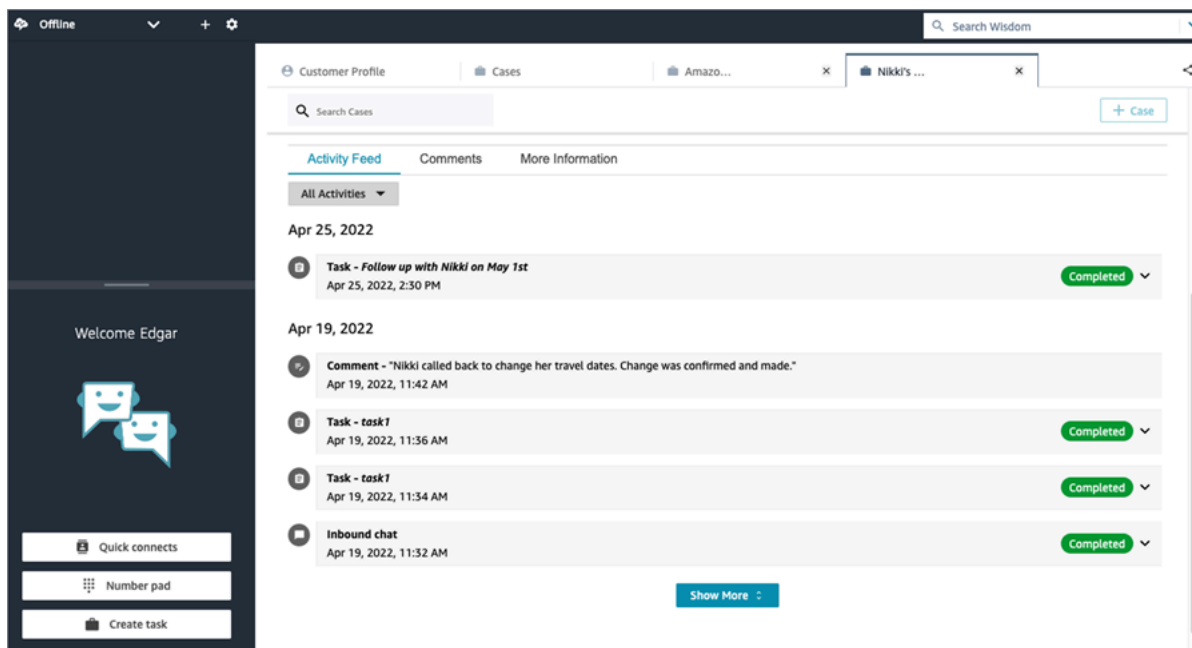 Offline
Search Wisdom
Customer Profile
Cases
Amazo...
Nikki's ...
Search Cases
+ Case
Activity Feed
Comments
More Information
All Activities
Apr 25, 2022
Task - Follow up with Nikki on May 1st
Completed
Apr 25, 2022, 2:30 PM
Welcome Edgar
Apr 19, 2022
Comment - "Nikki called back to change her travel dates. Change was confirmed and made."
Apr 19, 2022, 11:42 AM
Task - task1
Completed
Apr 19, 2022, 11:36 AM
Task - task1
Completed
Apr 19, 2022, 11:34 AM
Inbound chat
Completed
Apr 19, 2022, 11:32 AM
Show More
Quick connects
Number pad
Create task